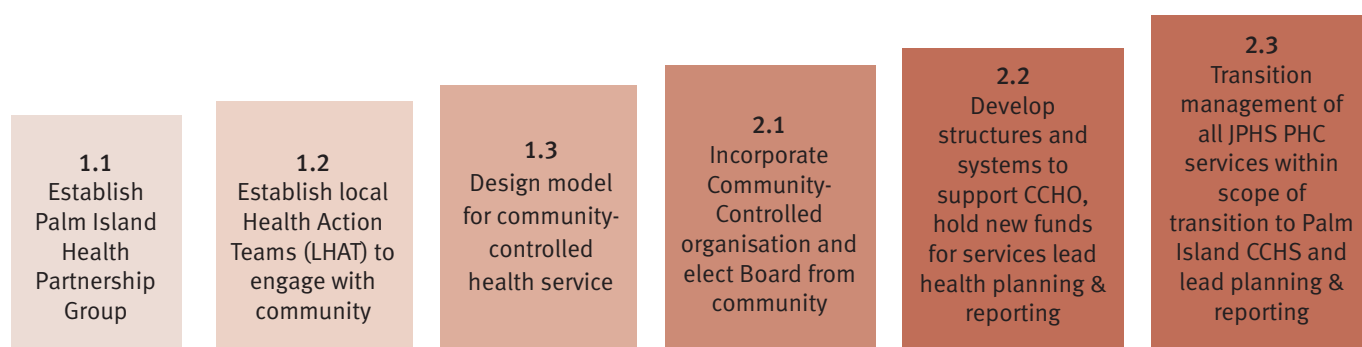 1.1
Establish
Palm Island
Health
Partnership
Group
1.2
Establish local
Health Action
Teams (LHAT) to
engage with
community
1.3
Design model
for community-
controlled
health service
2.1
Incorporate
Community-
Controlled
organisation and
elect Board from
community
2.2
Develop
structures and
systems to
support CCHO,
hold new funds
for services lead
health planning &
reporting
2.3
Transition
management of
all JPHS PHC
services within
scope of
transition to Palm
Island CCHS and
lead planning &
reporting